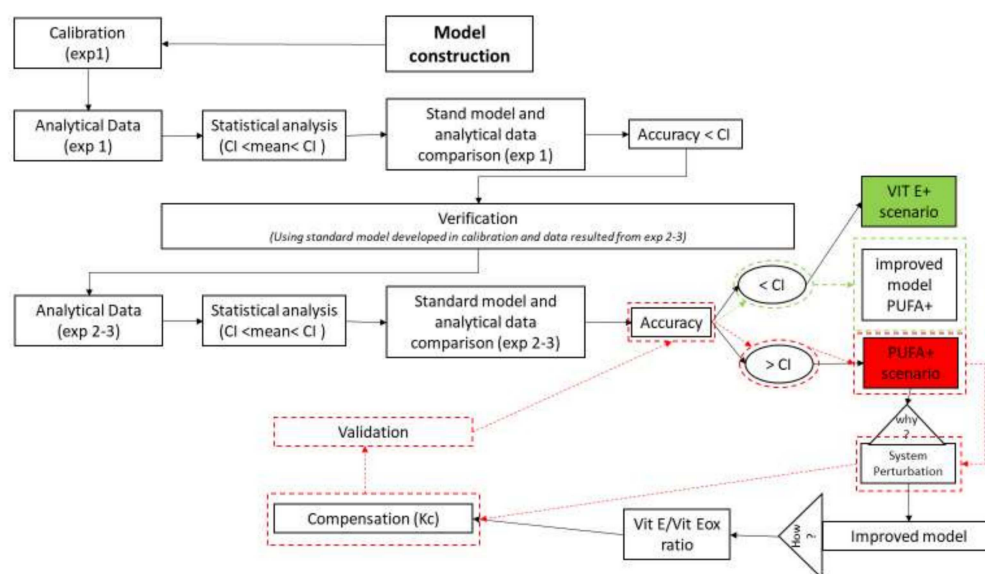 Calibration
(exp1)
Model
construction
Analytical Data
(exp 1)
Statistical analysis
(CI <mean< CI )
Stand model and
analytical data
comparison (exp 1)
Accuracy < CI
VIT E+
scenario
Verification
(Using standard model developed in calibration and data resulted from exp 2-3)
< CI
improved
model
PUFA+
Analytical Data
(exp 2-3)
Statistical analysis
(CI <mean< CI )
Standard model and
analytical data
comparison (exp 2-3)
Accuracy
> CI
PUFA+
scenario
Validation
why
?
System
Perturbation
Compensation (Kc)
Vit E/Vit Eox
ratio
How
?
Improved model